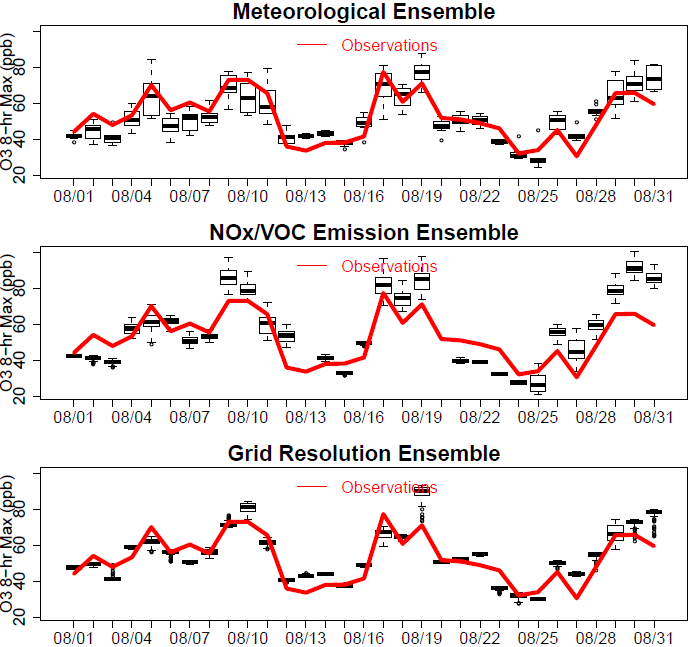 Meteorological Ensemble
Observations
O3 8-hr Max (ppb)
80
60
40
20
08/01 08/04 08/07 08/10 08/13 08/16 08/19 08/22 08/25 08/28 08/31
NOx/VOC Emission Ensemble
Observations
O3 8-hr Max (ppb)
80
60
40
20
08/01 08/04 08/07 08/10 08/13 08/16 08/19 08/22 08/25 08/28 08/31
Grid Resolution Ensemble
Observations
O3 8-hr Max (ppb)
80
60
40
20
08/01 08/04 08/07 08/10 08/13 08/16 08/19 08/22 08/25 08/28 08/31